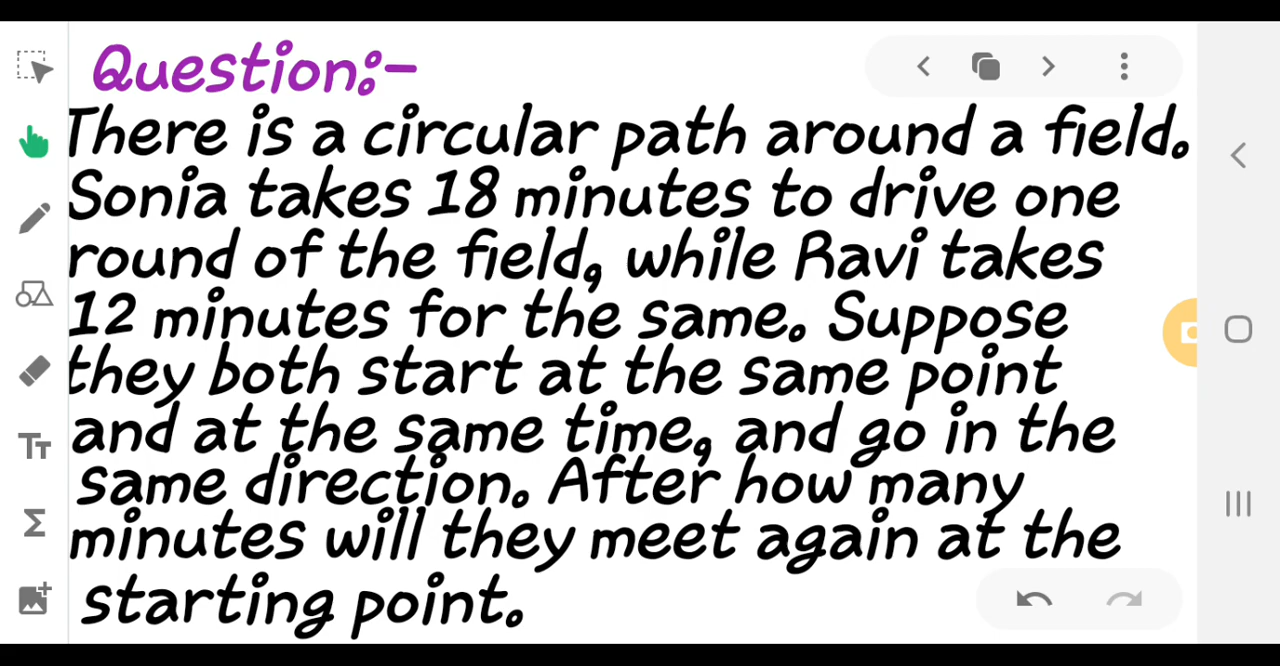 Question:-
There is a circular path around a field.
Sonia takes 18 minutes to drive one
round of the field, while Ravi takes
12 minutes for the same. Suppose
they both start at the same point
and at the same time, and go in the
same direction. After how many
minutes will they meet again at the
starting point.